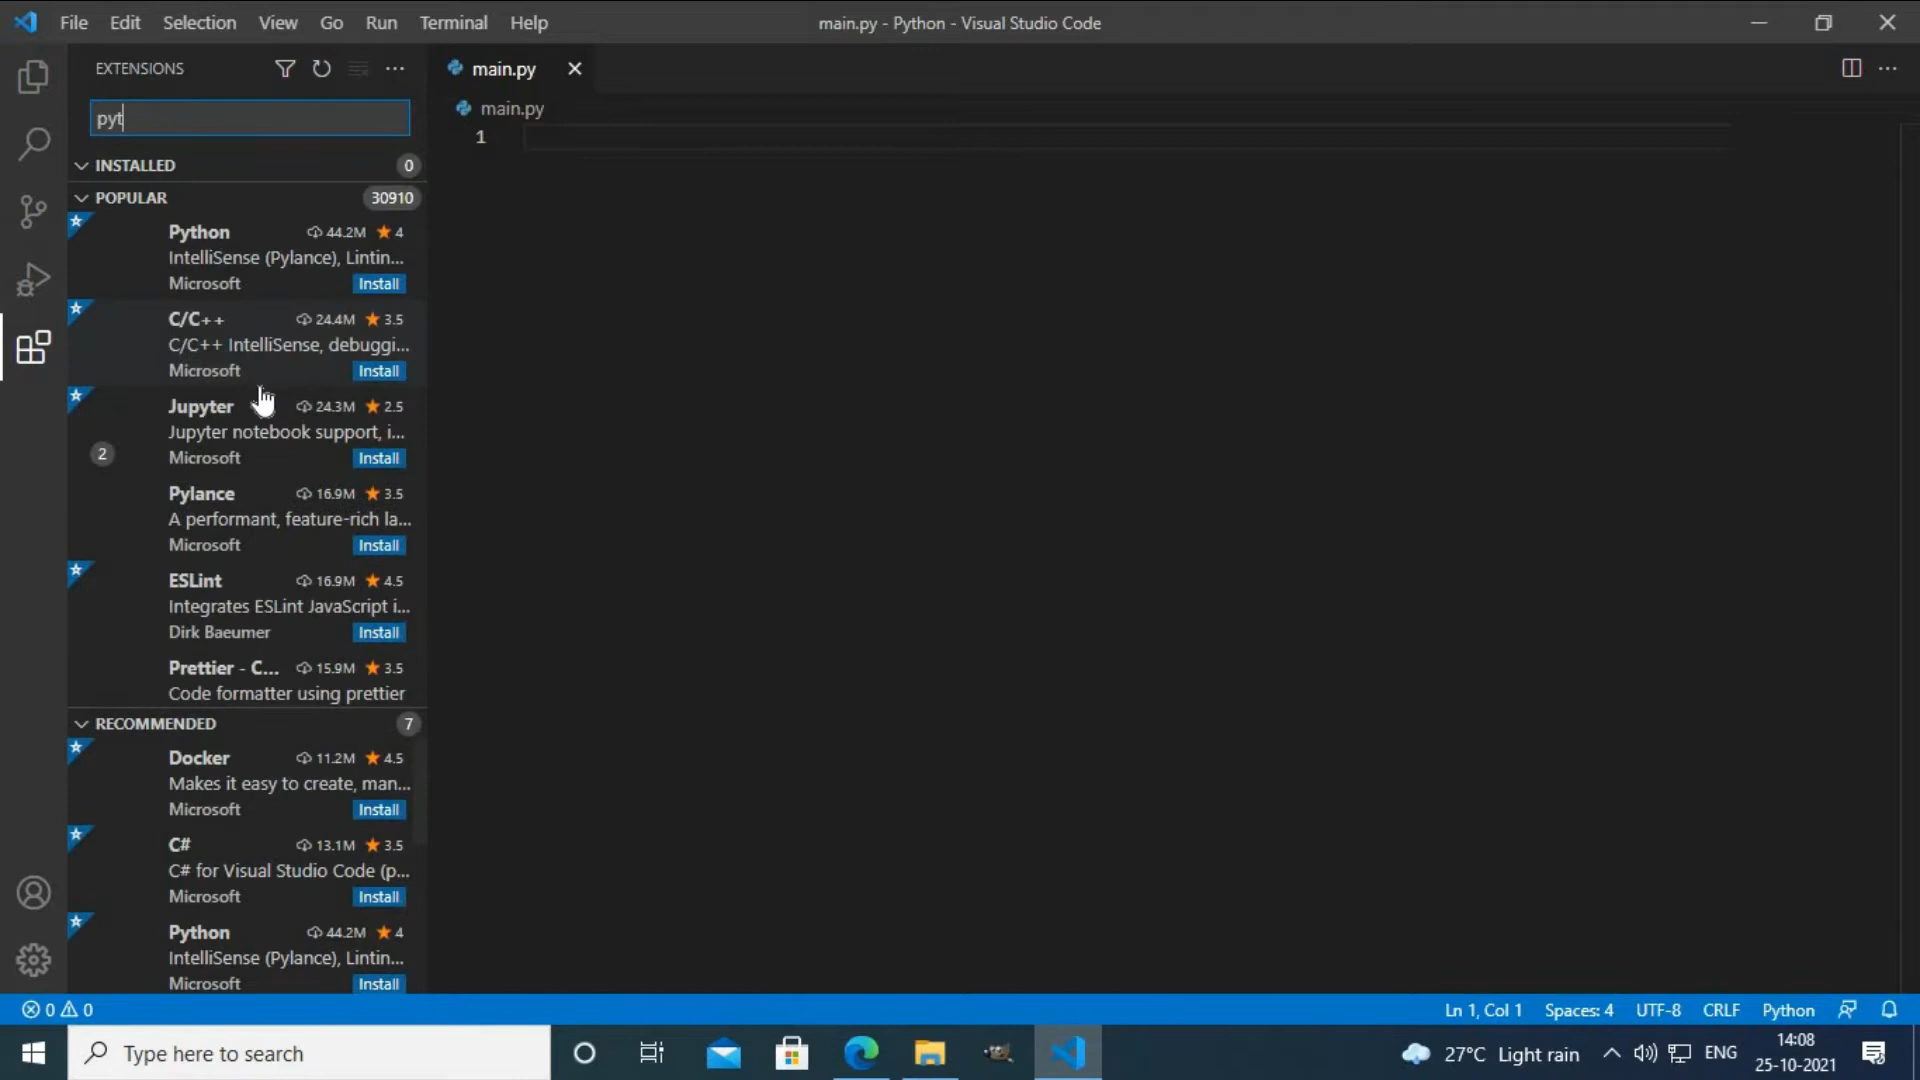 File Edit Selection View Go Run Terminal Help main.py - Python - Visual Studio Code
EXTENSIONS
main.py
pyt
main.py
1
INSTALLED 0
POPULAR 30910
Python 44.2M 4
IntelliSense (Pylance), Lintin...
Microsoft Install
C/C++ 24.4M 3.5
C/C++ IntelliSense, debuggi...
Microsoft Install
Jupyter 24.3M 2.5
Jupyter notebook support, i...
2
Microsoft Install
Pylance 16.9M 3.5
A performant, feature-rich la...
Microsoft Install
ESLint 16.9M 4.5
Integrates ESLint JavaScript i...
Dirk Baeumer Install
Prettier - C... 15.9M 3.5
Code formatter using prettier
RECOMMENDED 7
Docker 11.2M 4.5
Makes it easy to create, man...
Microsoft Install
C# 13.1M 3.5
C# for Visual Studio Code (p...
Microsoft Install
Python 44.2M 4
IntelliSense (Pylance), Lintin...
Microsoft Install
0 0 Ln 1, Col 1 Spaces: 4 UTF-8 CRLF Python
Type here to search 27°C Light rain ENG 14:08
25-10-2021